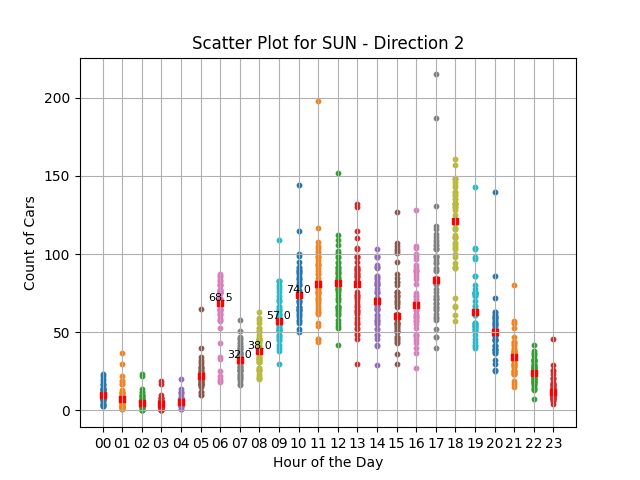 Scatter Plot for SUN - Direction 2
Count of Cars
200
150
100
50
0
68.5
32.0
38.0
57.0
74.0
00 01 02 03 04 05 06 07 08 09 10 11 12 13 14 15 16 17 18 19 20 21 22 23
Hour of the Day